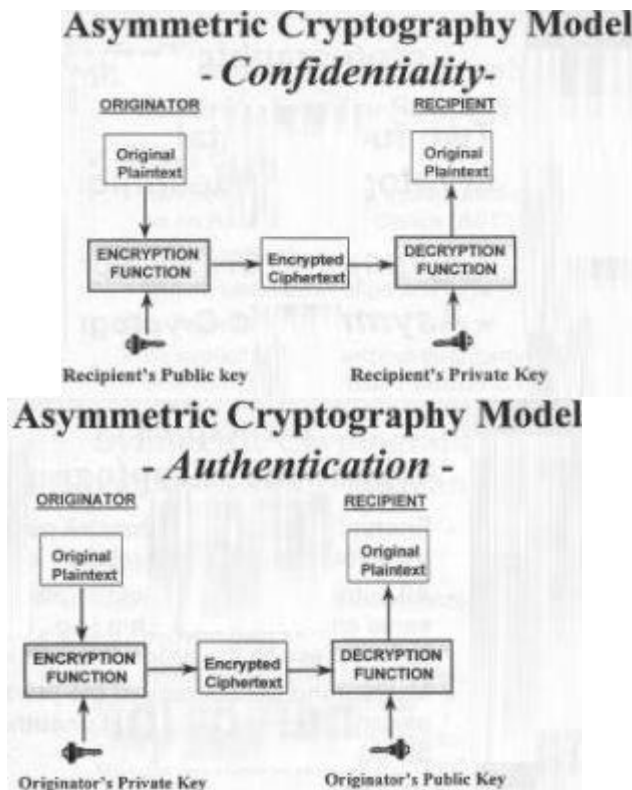 Asymmetric Cryptography Model
- Confidentiality-
ORIGINATOR
RECIPIENT
Original
Plaintext
Original
Plaintext
ENCRYPTION
FUNCTION
Encrypted
Ciphertext
DECRYPTION
FUNCTION
Recipient's Public key
Recipient's Private Key
Asymmetric Cryptography Model
- Authentication -
ORIGINATOR
RECIPIENT
Original
Plaintext
Original
Plaintext
ENCRYPTION
FUNCTION
Encrypted
Ciphertext
DECRYPTION
FUNCTION
Originator's Private Key
Originator's Public Key